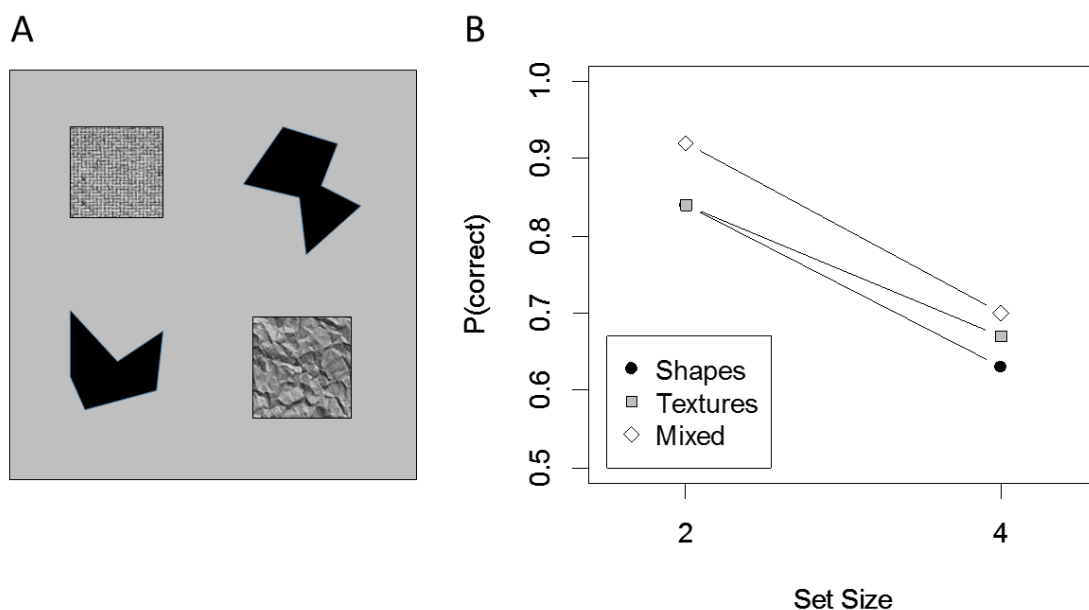 A
B
1.0
0.9
0.8
0.7
0.6
0.5
P(correct)
Shapes
Textures
Mixed
2
4
Set Size